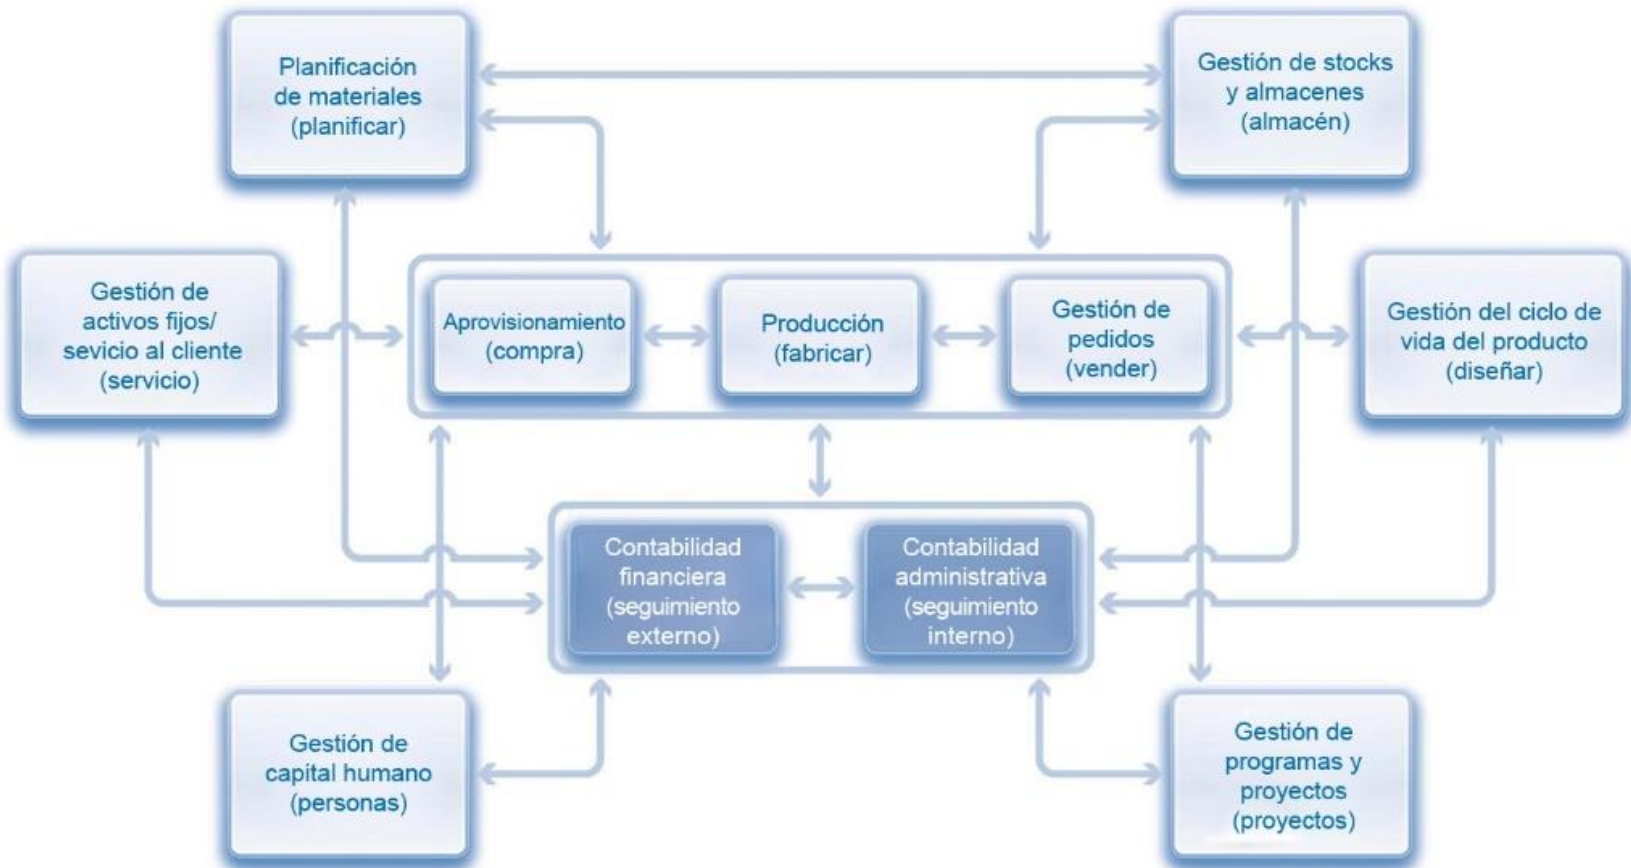 Planificación
de materiales
(planificar)
Gestión de stocks
y almacenes
(almacén)
Gestión de
activos fijos/
sevicio al cliente
(servicio)
Aprovisionamiento
(compra)
Producción
(fabricar)
Gestión de
pedidos
(vender)
Gestión del ciclo de
vida del producto
(diseñar)
Contabilidad
financiera
(seguimiento
externo)
Contabilidad
administrativa
(seguimiento
interno)
Gestión de
capital humano
(personas)
Gestión de
programas y
proyectos
(proyectos)